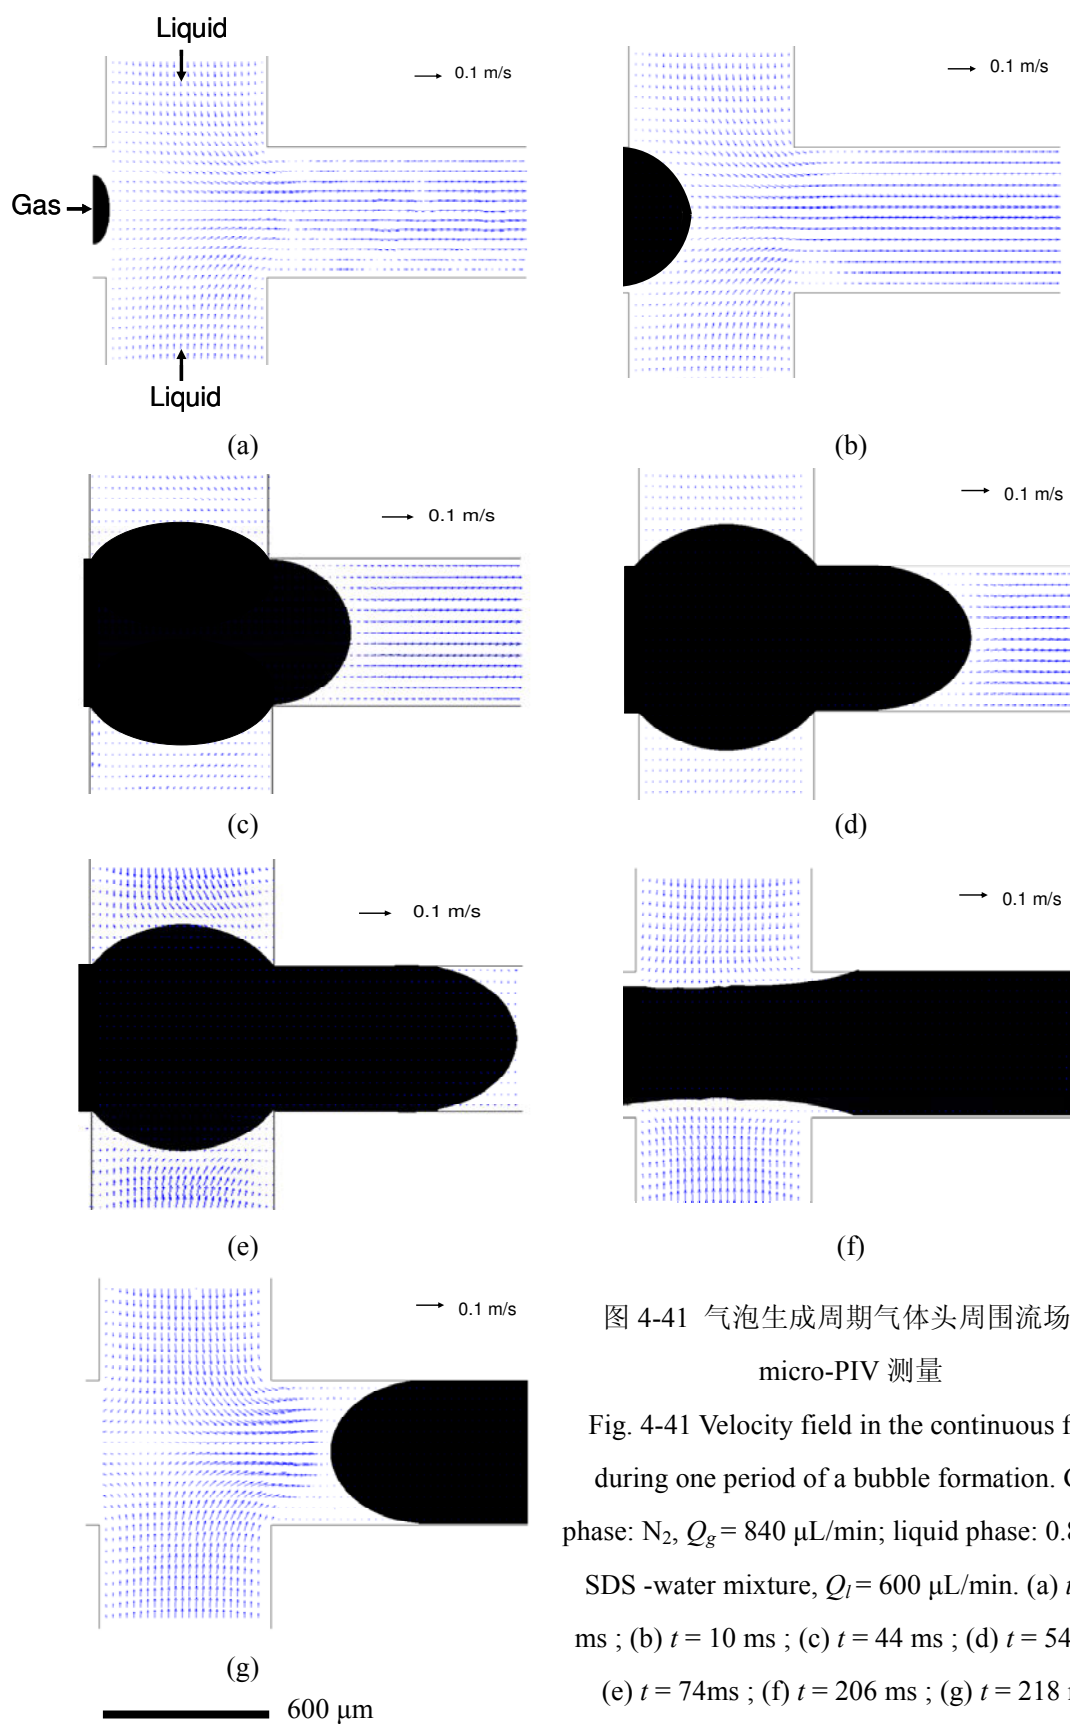 Liquid
0.1 m/s
Gas
Liquid
(a)
0.1 m/s
(b)
0.1 m/s
(c)
0.1 m/s
(d)
0.1 m/s
(e)
0.1 m/s
(f)
0.1 m/s
(g)
600 μm
图 4-41 气泡生成周期气体头周围流场
micro-PIV 测量
Fig. 4-41 Velocity field in the continuous
during one period of a bubble formation.
phase: N₂, Qg = 840 μL/min; liquid phase:
SDS -water mixture, Ql = 600 μL/min. (a) t
ms ; (b) t = 10 ms ; (c) t = 44 ms ; (d) t = 54
(e) t = 74ms ; (f) t = 206 ms ; (g) t = 218